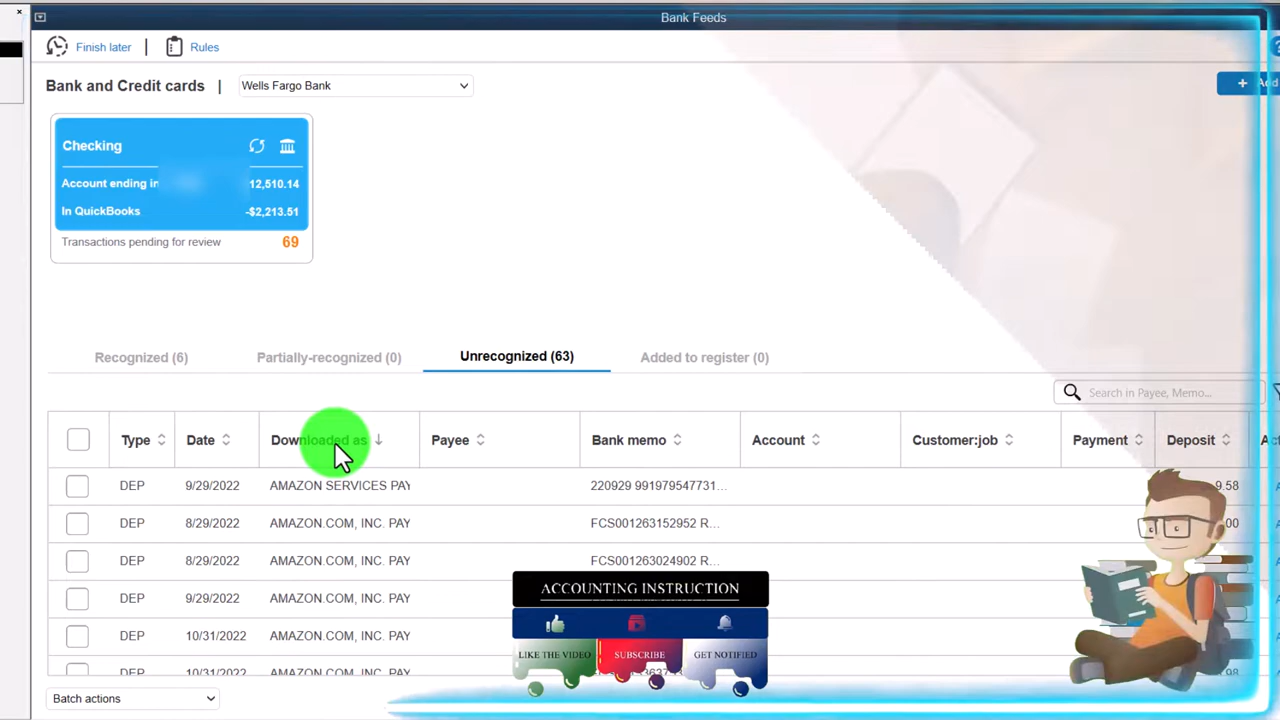 Bank Feeds
Finish later | Rules
Bank and Credit cards | Wells Fargo Bank
Checking
Account ending in 12,510.14
In QuickBooks -$2,213.51
Transactions pending for review 69
Recognized (6) Partially-recognized (0) Unrecognized (63) Added to register (0)
Search in Payee, Memo...
Type Date Downloaded as Payee Bank memo Account Customer:job Payment Deposit
DEP 9/29/2022 AMAZON SERVICES PAY 220929 991979547731... 9.58
DEP 8/29/2022 AMAZON.COM, INC. PAY FCS001263152952 R... 00
DEP 8/29/2022 AMAZON.COM, INC. PAY FCS001263024902 R...
DEP 9/29/2022 AMAZON.COM, INC. PAY
DEP 10/31/2022 AMAZON.COM, INC. PAY
Batch actions
ACCOUNTING INSTRUCTION
LIKE THE VIDEO SUBSCRIBE GET NOTIFIED